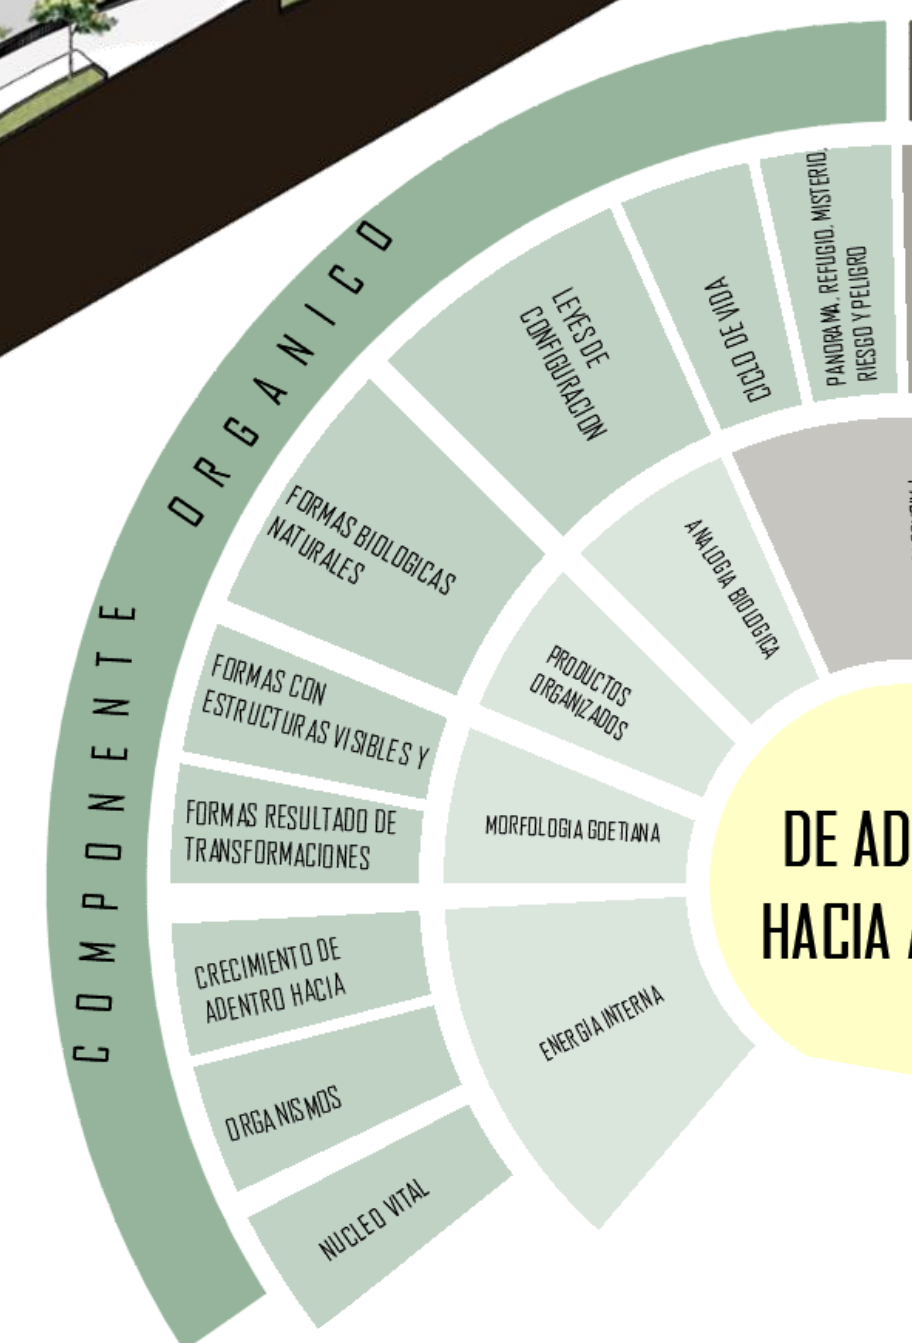 COMPONENTE ORGANICO
PANORAMA, REFUGIO, MISTERIO,
RIESGO Y PELIGRO
CICLO DE VIDA
LEYES DE
CONFIGURACION
FORMAS BIOLOGICAS
NATURALES
FORMAS CON
ESTRUCTURAS VISIBLES Y
FORMAS RESULTADO DE
TRANSFORMACIONES
CRECIMIENTO DE
ADENTRO HACIA
ORGANISMOS
NUCLEO VITAL
ANALOGIA BIOLOGICA
PRODUCTOS
ORGANIZADOS
MORFOLOGIA GOETIANA
ENERGÍA INTERNA
DE AD
HACIA